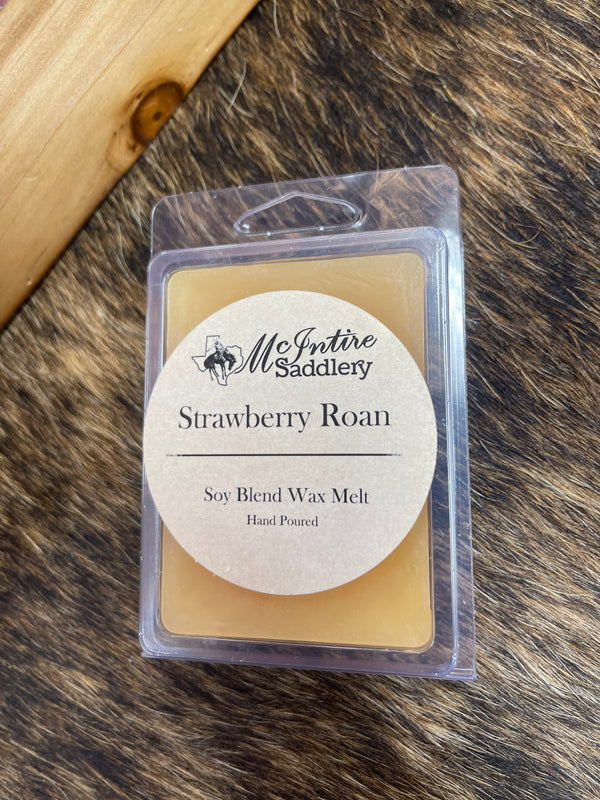 McIntire
Saddlery
Strawberry Roan
Soy Blend Wax Melt
Hand Poured